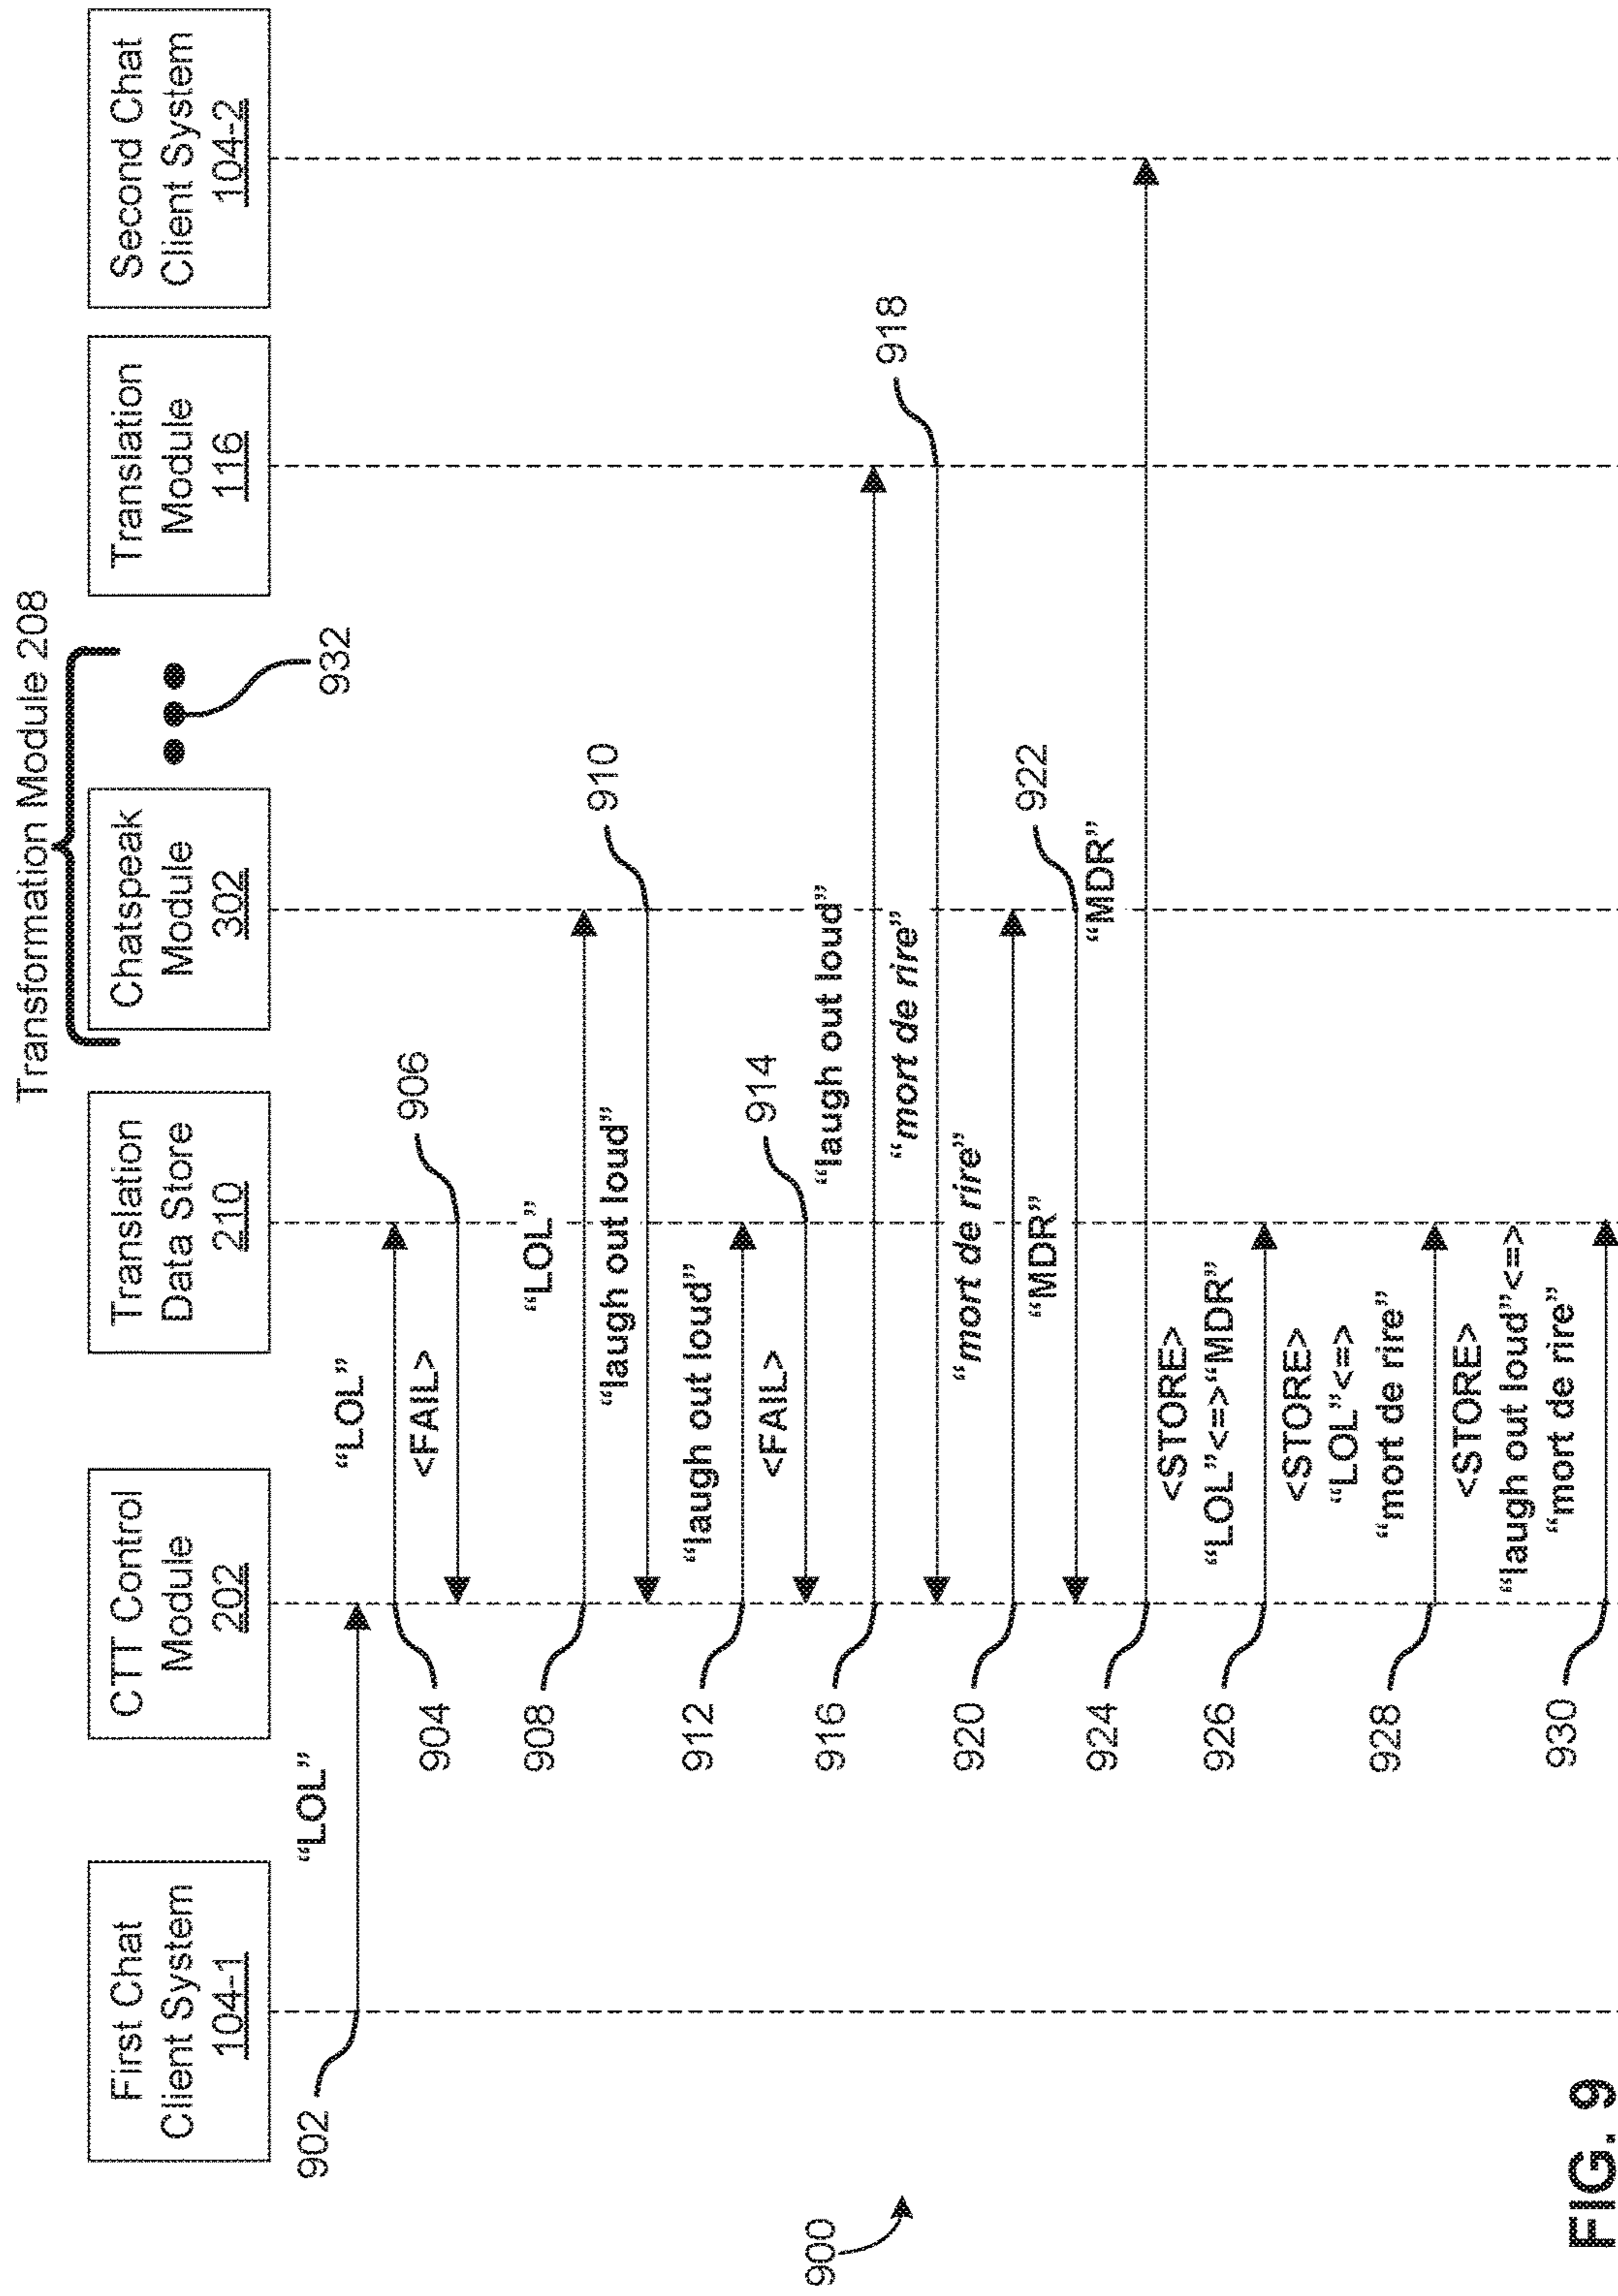 Transformation Module 208
First Chat
Client System
104-1
CTT Control
Module
202
Translation
Data Store
210
Chatspeak
Module
302
932
Translation
Module
116
Second Chat
Client System
104-2
902
“LOL”
904
“LOL”
<FAIL>
906
908
“LOL”
“laugh out loud”
910
912
“laugh out loud”
<FAIL>
914
916
“laugh out loud”
“mort de rire”
918
920
“mort de rire”
“MDR”
922
924
“MDR”
926
<STORE>
“LOL”<=>“MDR”
928
<STORE>
“LOL”<=>
“mort de rire”
930
<STORE>
“laugh out loud”<=>
“mort de rire”
900
FIG. 9